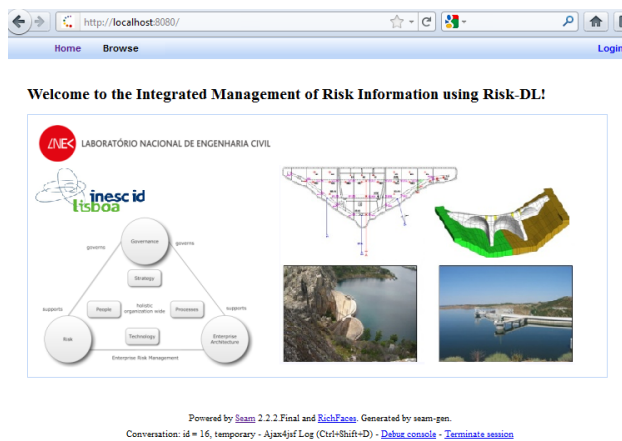 http://localhost:8080/
Home Browse Login
Welcome to the Integrated Management of Risk Information using Risk-DL!
LNEC LABORATÓRIO NACIONAL DE ENGENHARIA CIVIL
inesc id
lisboa
Governance
governs governs
Strategy
People holistic organization wide Processes
supports supports
Risk Technology Enterprise Architecture
Enterprise Risk Management
Powered by Seam 2.2.2.Final and RichFaces. Generated by seam-gen.
Conversation: id = 16, temporary - Ajax4jsf Log (Ctrl+Shift+D) - Debug console - Terminate session